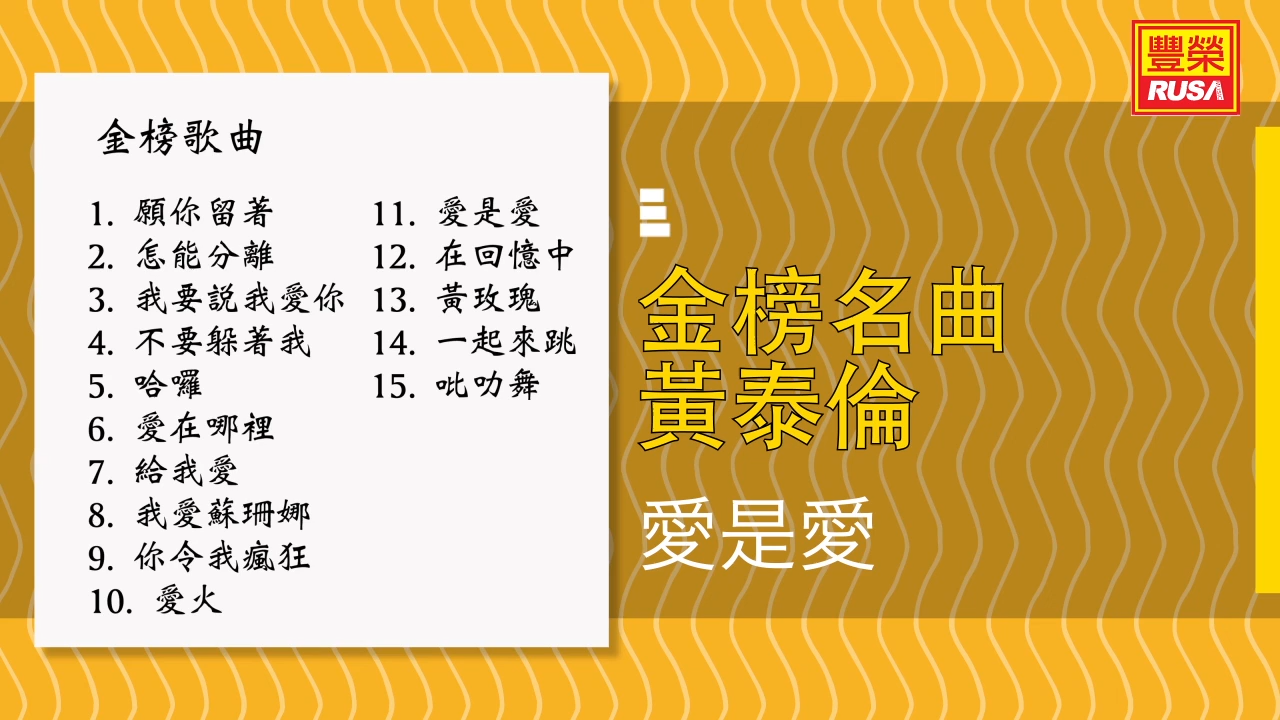 豐榮
RUSA
金榜歌曲
1. 願你留著
2. 怎能分離
3. 我要說我愛你
4. 不要躲著我
5. 哈囉
6. 愛在哪裡
7. 給我愛
8. 我愛蘇珊娜
9. 你令我瘋狂
10. 愛火
11. 愛是愛
12. 在回憶中
13. 黃玫瑰
14. 一起來跳
15. 吡叻舞
金榜名曲
黃泰倫
愛是愛